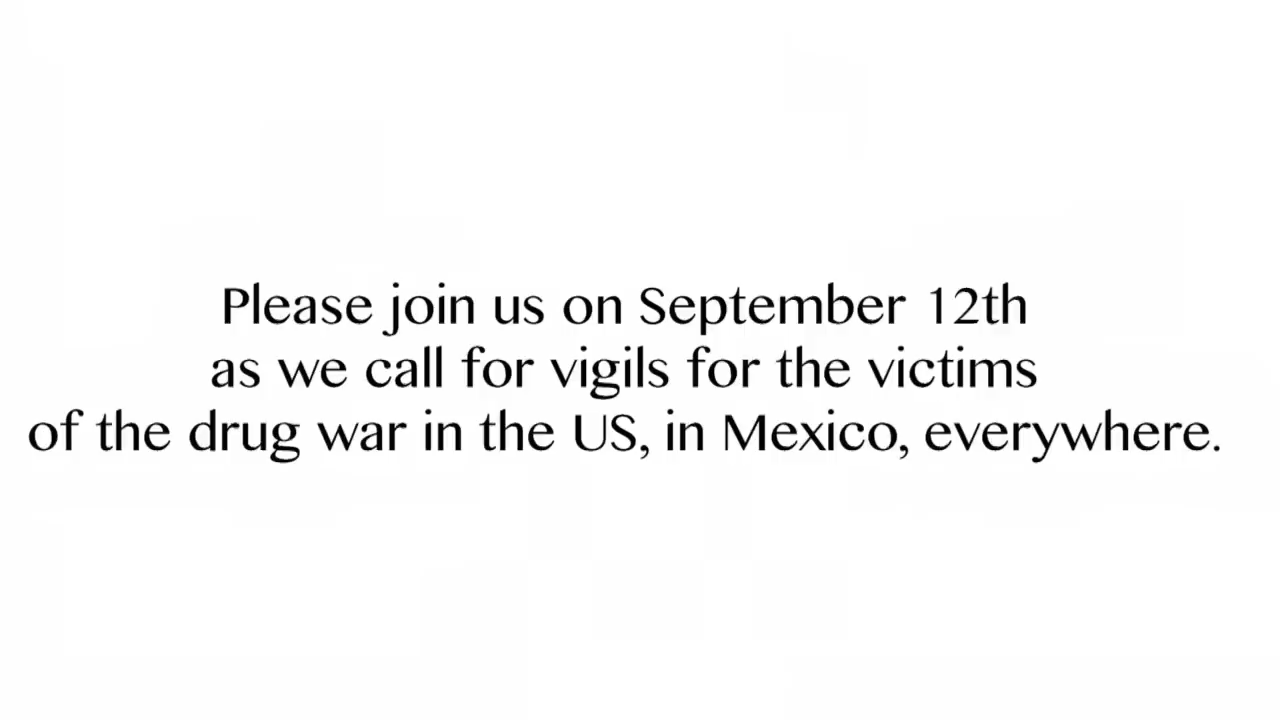 Please join us on September 12th
as we call for vigils for the victims
of the drug war in the US, in Mexico, everywhere.